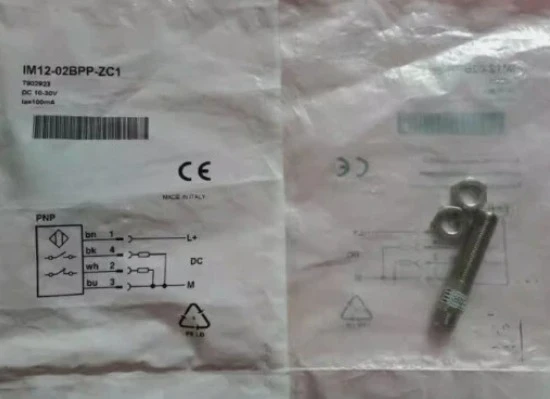 IM12-02BPP-ZC1
7902923
DC 10-30V
Ia≤100mA
CE
MADE IN ITALY
PNP
bn 1 L+
bk 4
DC
wh 2
bu 3 M